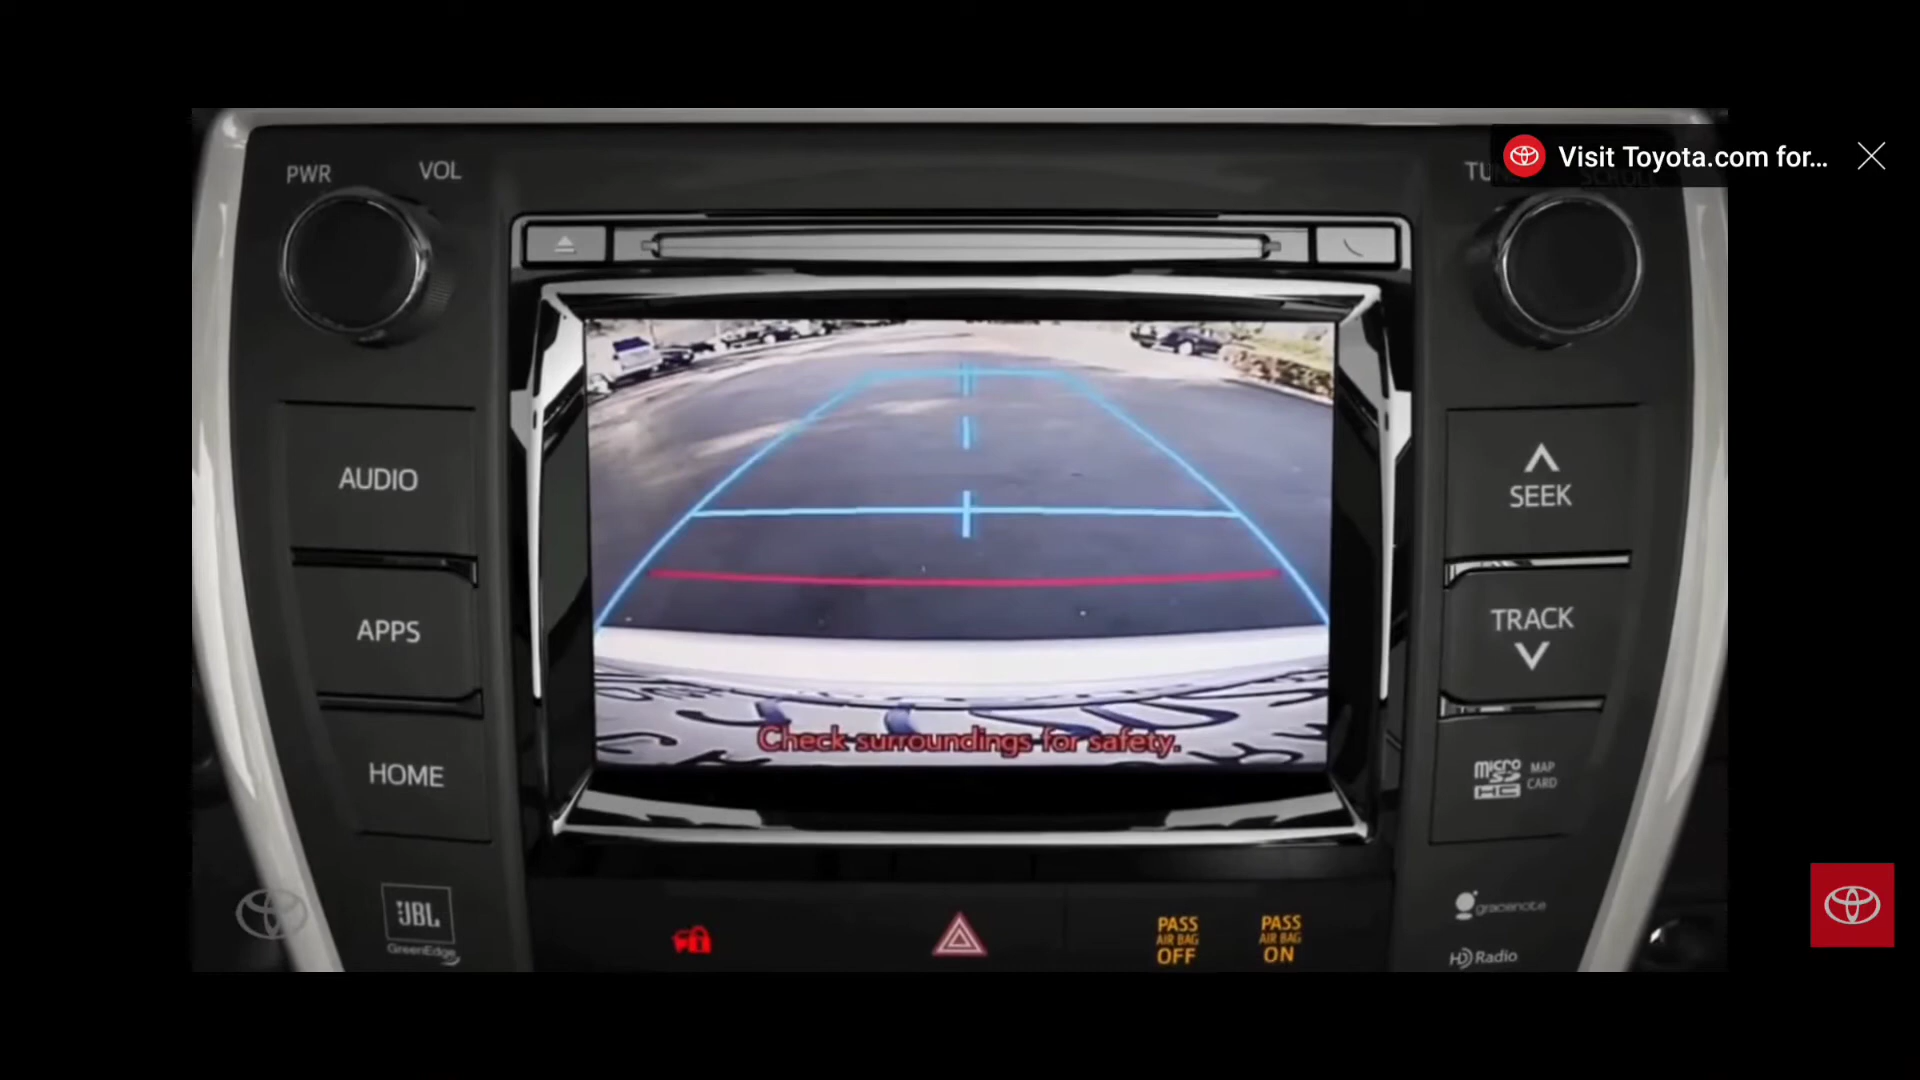 PWR
VOL
Visit Toyota.com for...
AUDIO
APPS
HOME
SEEK
TRACK
micro
SD
HC
MAP
CARD
Check surroundings for safety.
JBL
GreenEdge
PASS
AIR BAG
OFF
PASS
AIR BAG
ON
gracenote
HD Radio